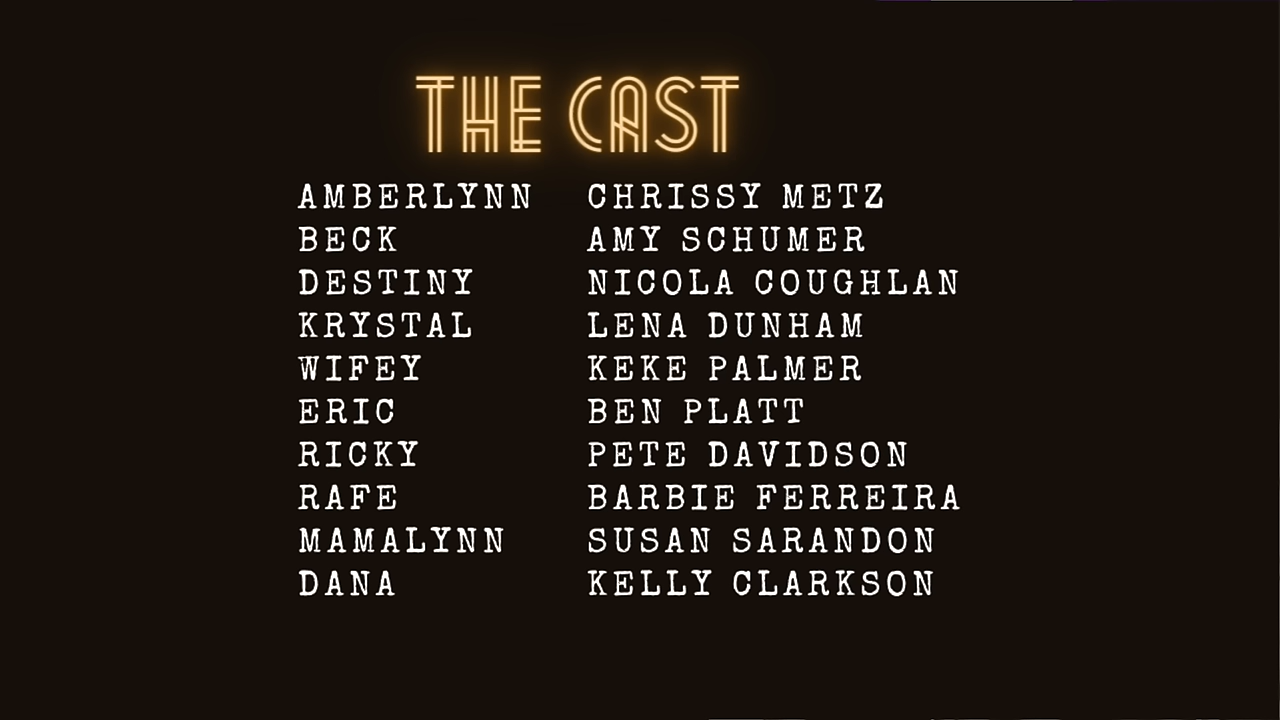 THE CAST
AMBERLYNN CHRISSY METZ
BECK AMY SCHUMER
DESTINY NICOLA COUGHLAN
KRYSTAL LENA DUNHAM
WIFEY KEKE PALMER
ERIC BEN PLATT
RICKY PETE DAVIDSON
RAFE BARBIE FERREIRA
MAMALYNN SUSAN SARANDON
DANA KELLY CLARKSON